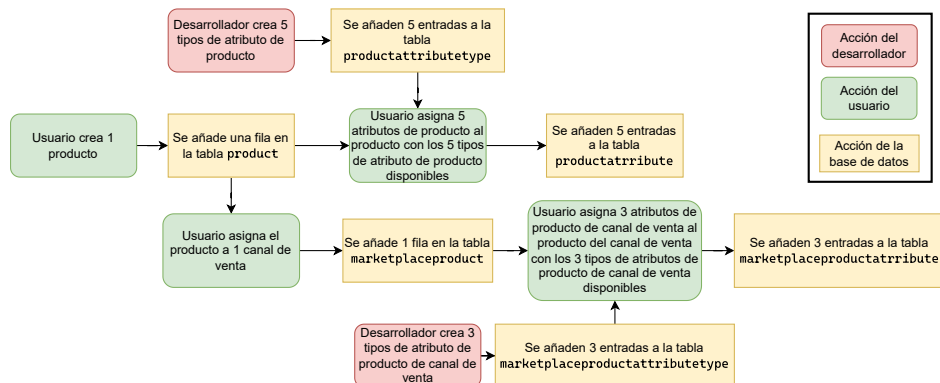 Desarrollador crea 5
tipos de atributo de
producto
Se añaden 5 entradas a la
tabla
productattributetype
Acción del
desarrollador
Acción del
usuario
Acción de la
base de datos
Usuario crea 1
producto
Se añade una fila en
la tabla product
Usuario asigna 5
atributos de producto al
producto con los 5 tipos
de atributo de producto
disponibles
Se añaden 5 entradas
a la tabla
productatrribute
Usuario asigna el
producto a 1 canal de
venta
Se añade 1 fila en la tabla
marketplaceproduct
Usuario asigna 3 atributos de
producto de canal de venta al
producto del canal de venta
con los 3 tipos de atributos de
producto de canal de venta
disponibles
Se añaden 3 entradas a la tabla
marketplaceproductatrribute
Desarrollador crea 3
tipos de atributo de
producto de canal de
venta
Se añaden 3 entradas a la tabla
marketplaceproductattributetype